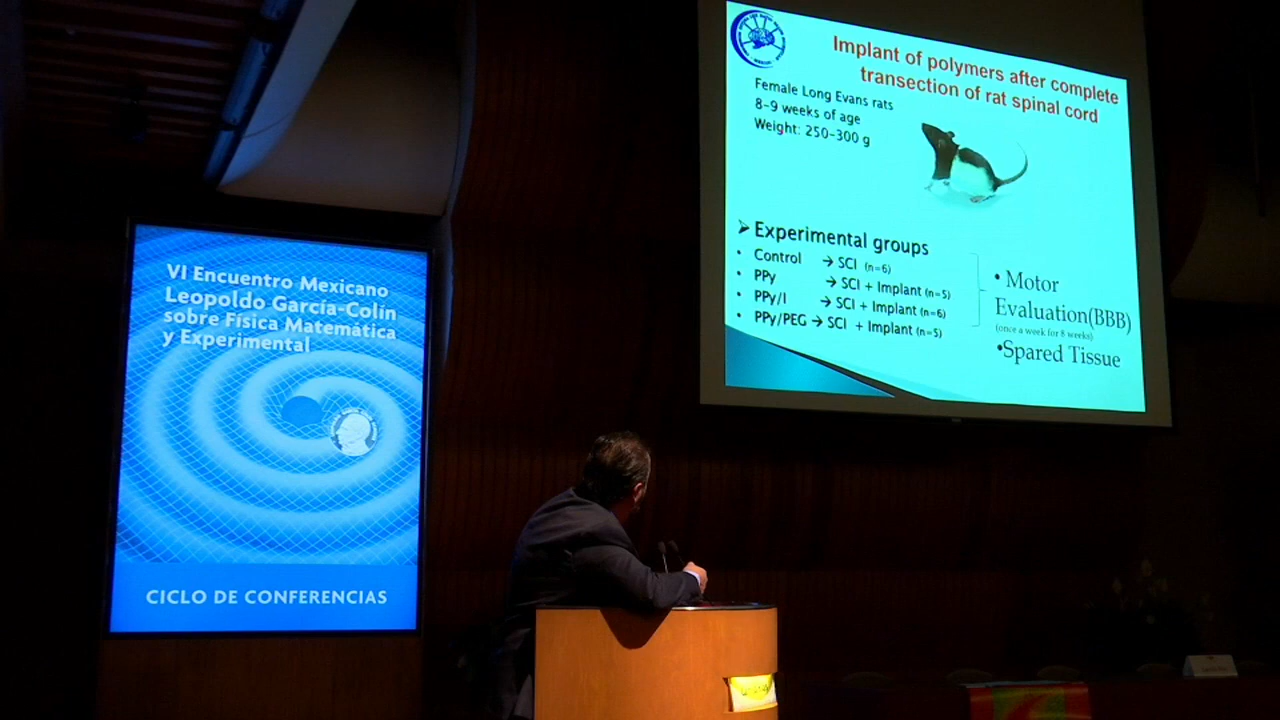 VI Encuentro Mexicano
Leopoldo García-Colín
sobre Física Matemática
y Experimental
CICLO DE CONFERENCIAS
Implant of polymers after complete
transection of rat spinal cord
Female Long Evans rats
8-9 weeks of age
Weight: 250-300 g
➢ Experimental groups
• Control → SCI (n=6)
• PPy → SCI + Implant (n=5)
• PPy/I → SCI + Implant (n=6)
• PPy/PEG → SCI + Implant (n=5)
• Motor
Evaluation(BBB)
(once a week for 8 weeks)
•Spared Tissue